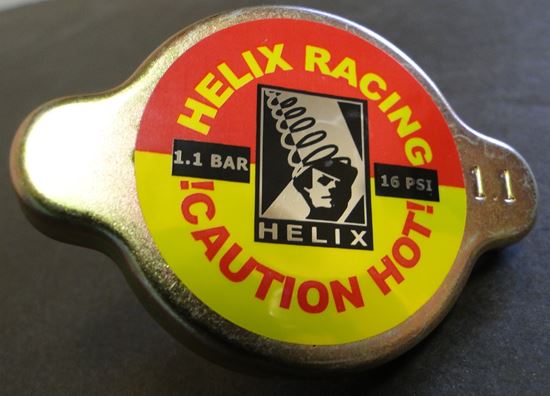 HELIX RACING
1.1 BAR
16 PSI
HELIX
¡CAUTION HOT!
11